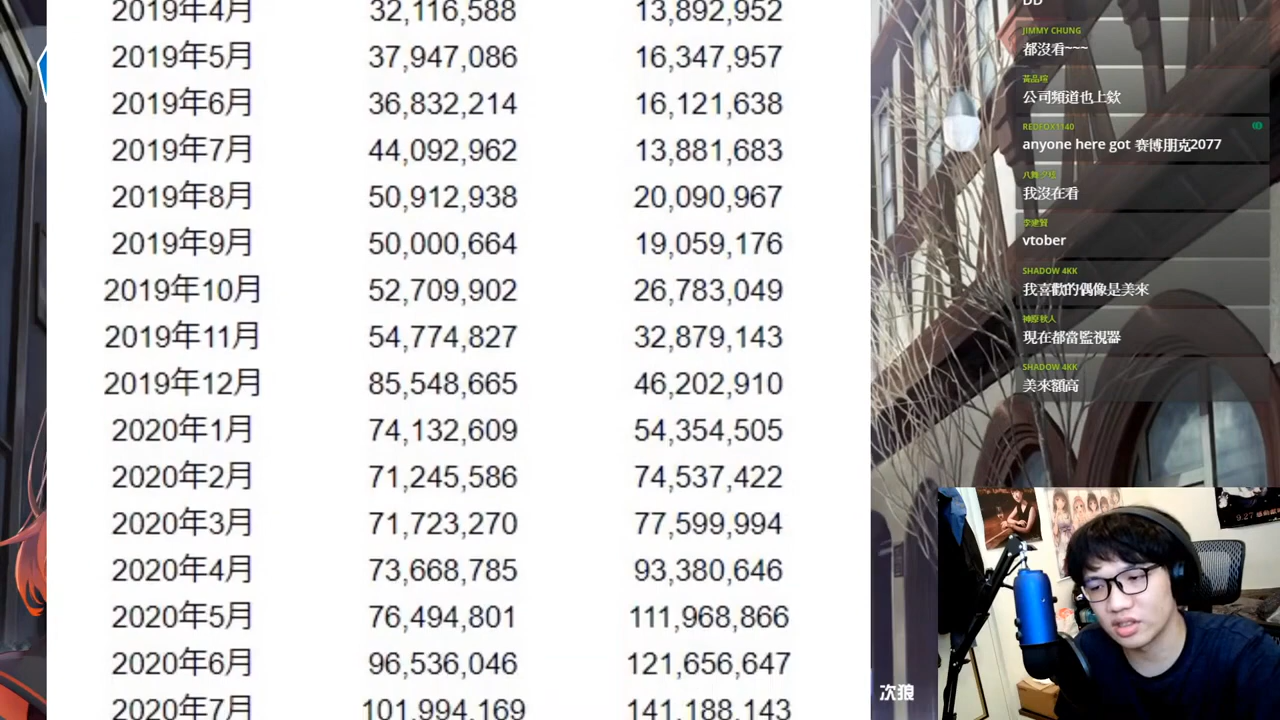 2019年4月 32,116,588 13,892,952
2019年5月 37,947,086 16,347,957
2019年6月 36,832,214 16,121,638
2019年7月 44,092,962 13,881,683
2019年8月 50,912,938 20,090,967
2019年9月 50,000,664 19,059,176
2019年10月 52,709,902 26,783,049
2019年11月 54,774,827 32,879,143
2019年12月 85,548,665 46,202,910
2020年1月 74,132,609 54,354,505
2020年2月 71,245,586 74,537,422
2020年3月 71,723,270 77,599,994
2020年4月 73,668,785 93,380,646
2020年5月 76,494,801 111,968,866
2020年6月 96,536,046 121,656,647
2020年7月 101,994,169 141,188,143
DD
JIMMY CHUNG
都沒看~~~
黃品瑄
公司頻道也上欸
REDFOX1140
anyone here got 賽博朋克2077
我沒在看
vtober
SHADOW 4KK
我喜歡的偶像是美來
神原秋人
現在都當監視器
SHADOW 4KK
美來額高
9.27
次狼